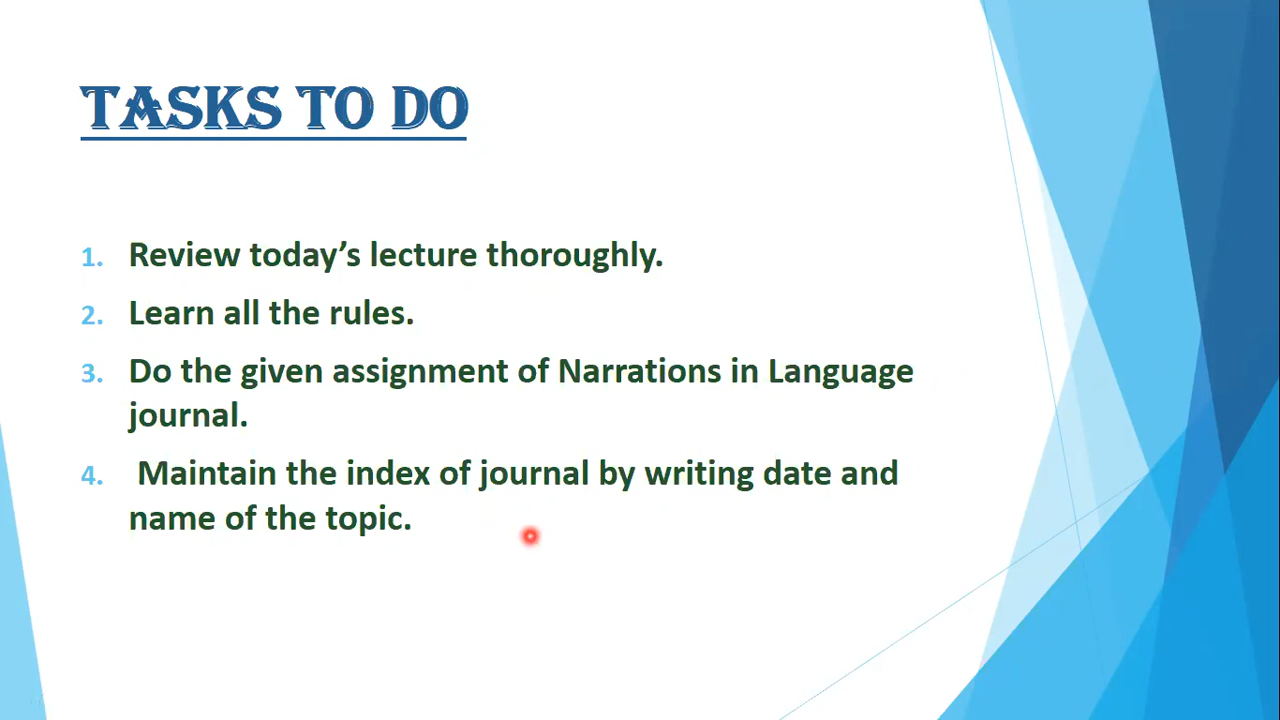 TASKS TO DO
1. Review today’s lecture thoroughly.
2. Learn all the rules.
3. Do the given assignment of Narrations in Language
journal.
4. Maintain the index of journal by writing date and
name of the topic.